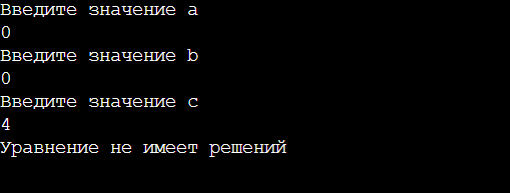 Введите значение a
0
Введите значение b
0
Введите значение c
4
Уравнение не имеет решений